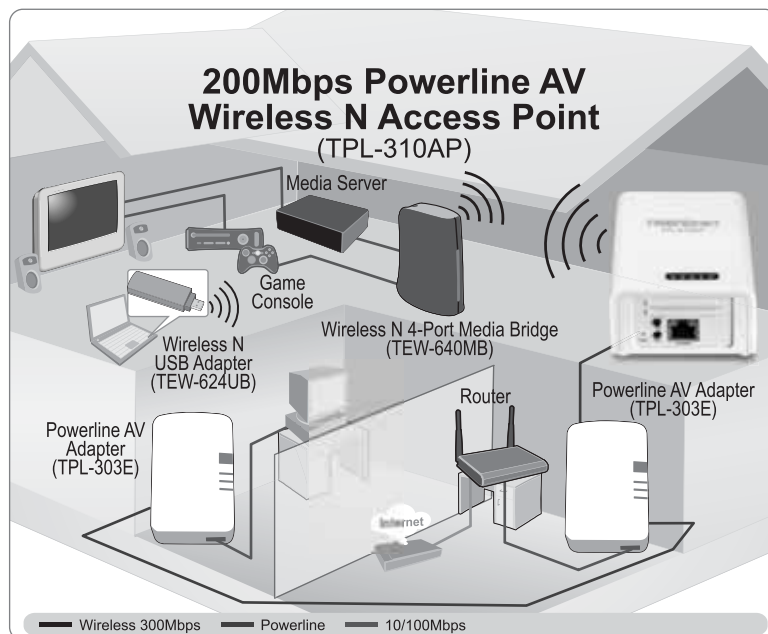 200Mbps Powerline AV
Wireless N Access Point
(TPL-310AP)
Media Server
Game
Console
Wireless N
USB Adapter
(TEW-624UB)
Wireless N 4-Port Media Bridge
(TEW-640MB)
Powerline AV Adapter
(TPL-303E)
Router
Powerline AV
Adapter
(TPL-303E)
Internet
Wireless 300Mbps
Powerline
10/100Mbps